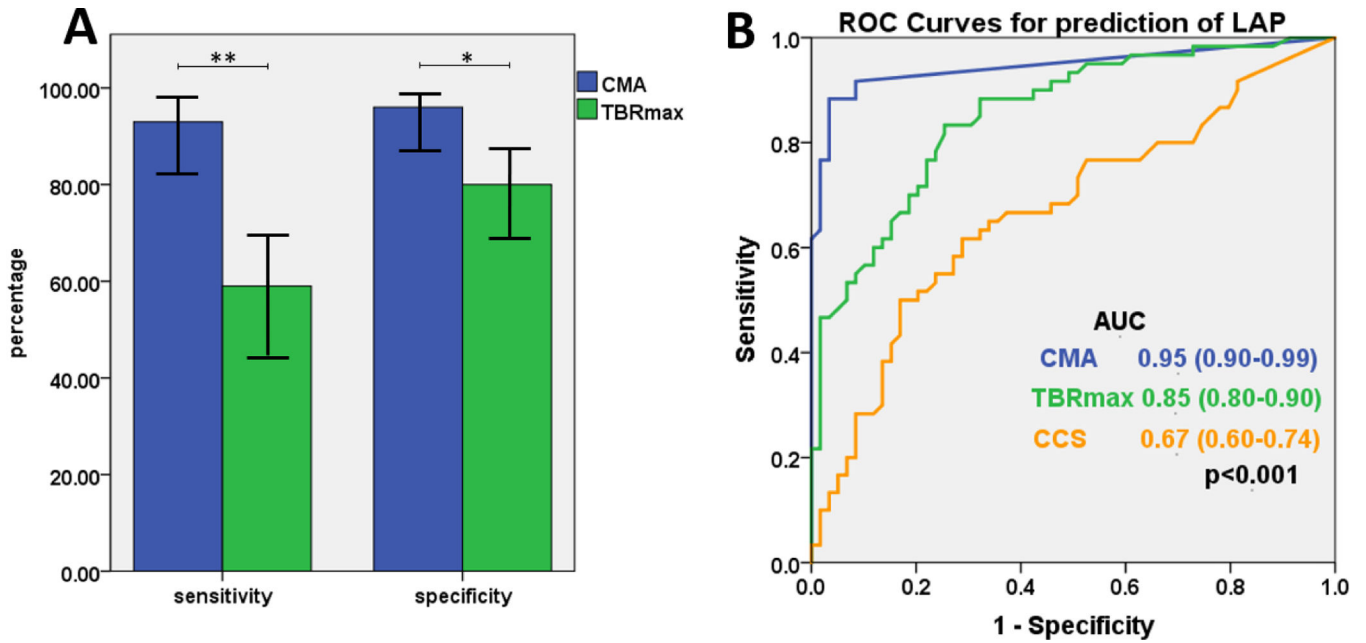 A
**
*
CMA
TBRmax
percentage
100.00
80.00
60.00
40.00
20.00
0.00
sensitivity
specificity
B
ROC Curves for prediction of LAP
Sensitivity
1.0
0.8
0.6
0.4
0.2
0.0
AUC
CMA 0.95 (0.90-0.99)
TBRmax 0.85 (0.80-0.90)
CCS 0.67 (0.60-0.74)
p<0.001
0.0 0.2 0.4 0.6 0.8 1.0
1 - Specificity